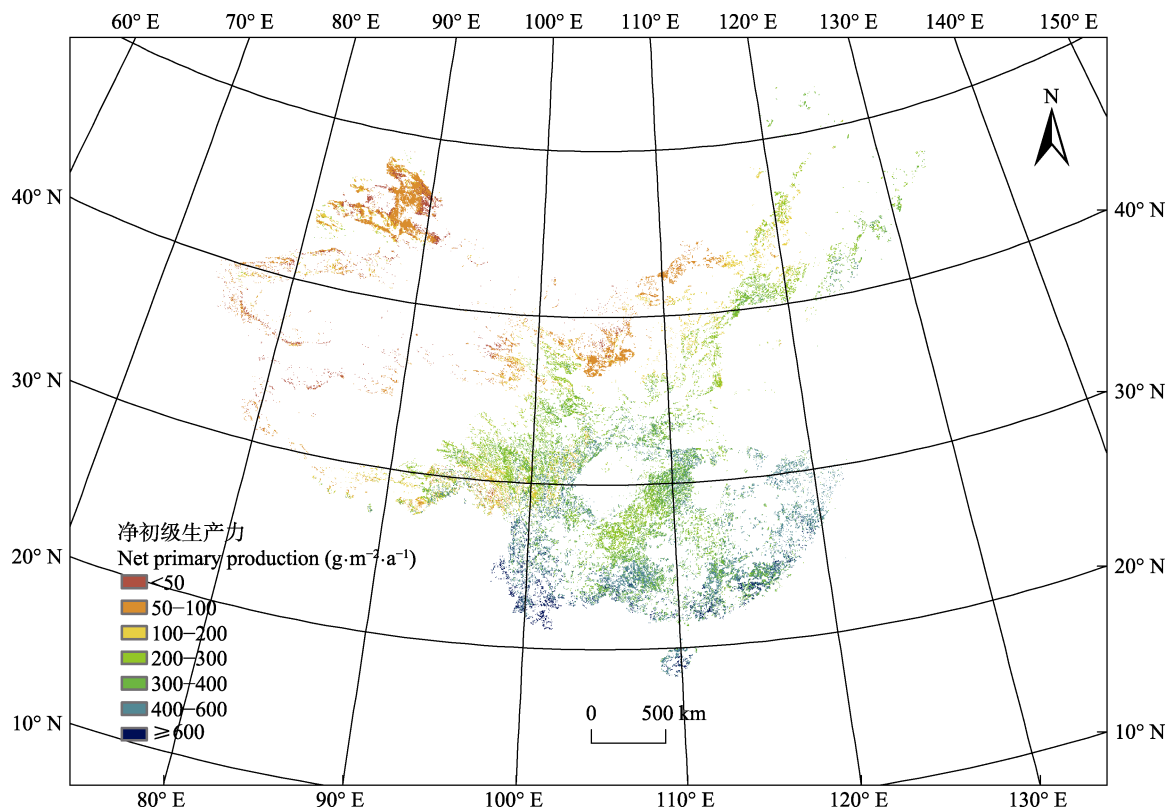 60° E 70° E 80° E 90° E 100° E 110° E 120° E 130° E 140° E 150° E
N
40° N 40° N
30° N 30° N
净初级生产力
Net primary production (g·m⁻²·a⁻¹)
20° N 20° N
<50
50−100
100−200
200−300
300−400
400−600
≥600
0 500 km
10° N 10° N
80° E 90° E 100° E 110° E 120° E 130° E